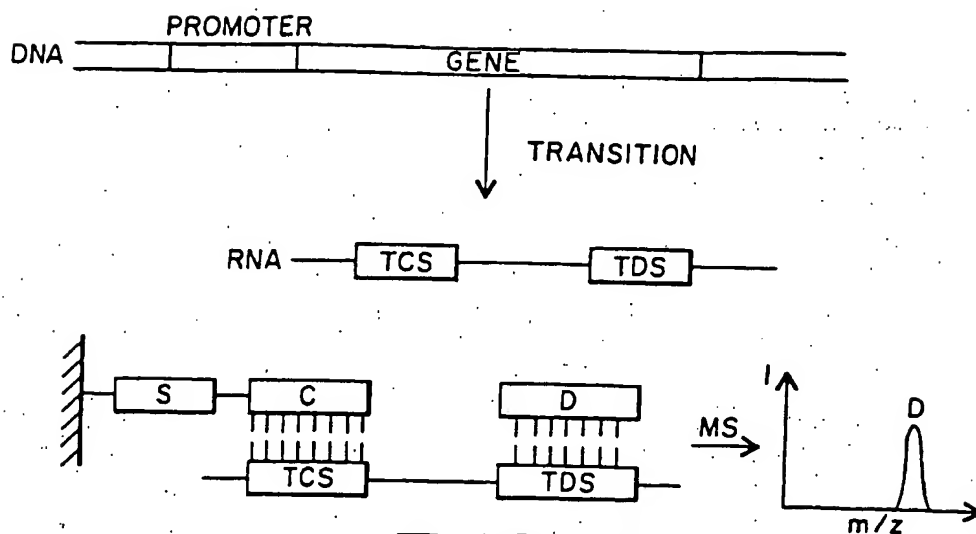 PROMOTER
DNA
GENE
TRANSITION
RNA
TCS
TDS
S
C
D
TCS
TDS
MS
I
D
m/z